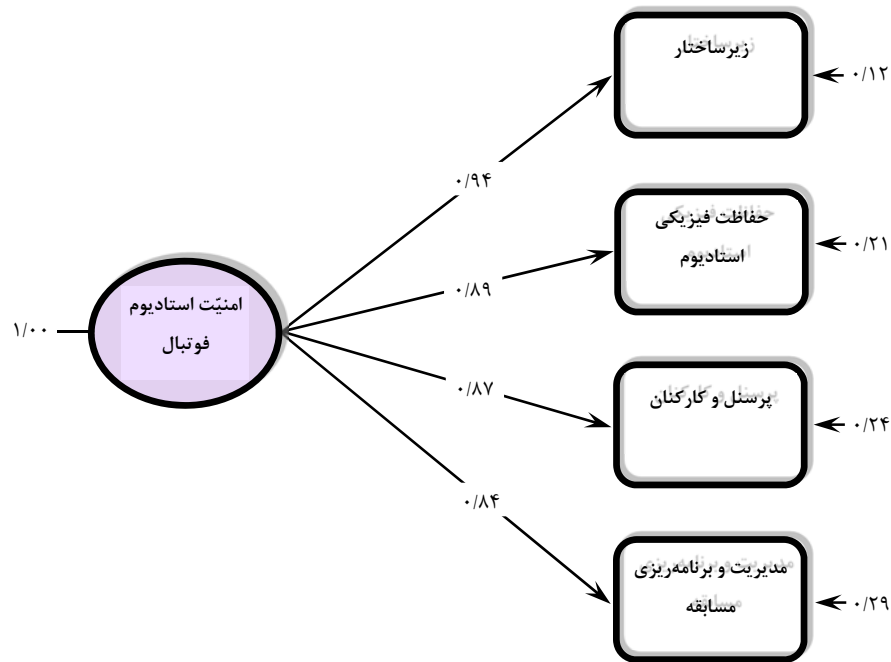 زیرساختار
۰/۱۲
۰/۹۴
حفاظت فیزیکی
استادیوم
۰/۲۱
۰/۸۹
امنیّت استادیوم
فوتبال
۱/۰۰
۰/۸۷
پرسنل و کارکنان
۰/۲۴
۰/۸۴
مدیریت و برنامه‌ریزی
مسابقه
۰/۲۹